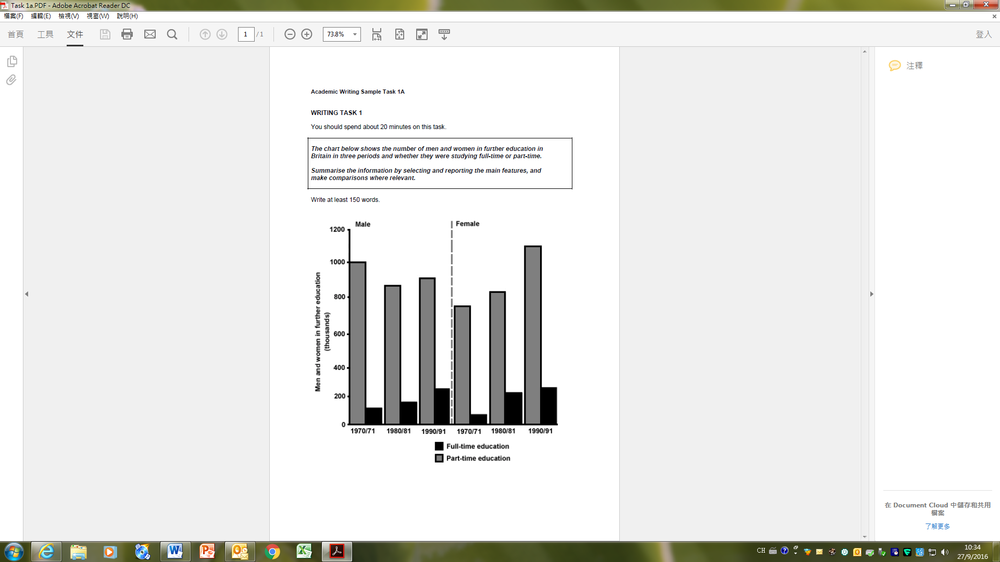 Task 1a.PDF - Adobe Acrobat Reader DC
檔案(F) 編輯(E) 檢視(V) 視窗(W) 說明(H)
首頁 工具 文件 1 / 1 73.8% 登入
注釋
Academic Writing Sample Task 1A
WRITING TASK 1
You should spend about 20 minutes on this task.
The chart below shows the number of men and women in further education in
Britain in three periods and whether they were studying full-time or part-time.
Summarise the information by selecting and reporting the main features, and
make comparisons where relevant.
Write at least 150 words.
Male Female
1200
1000
800
600
400
200
0
Men and women in further education
(thousands)
1970/71 1980/81 1990/91 1970/71 1980/81 1990/91
Full-time education
Part-time education
在 Document Cloud 中儲存和共用
檔案
了解更多
CH
10:34
27/9/2016